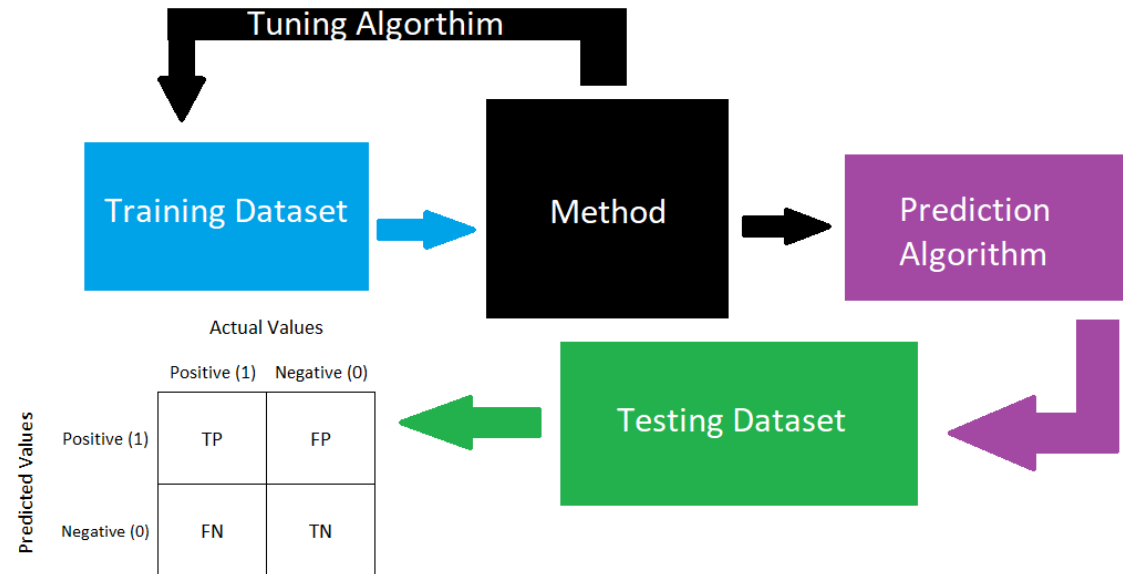 Tuning Algorthim
Training Dataset
Method
Prediction
Algorithm
Testing Dataset
Actual Values
Positive (1) Negative (0)
Predicted Values
Positive (1) TP FP
Negative (0) FN TN